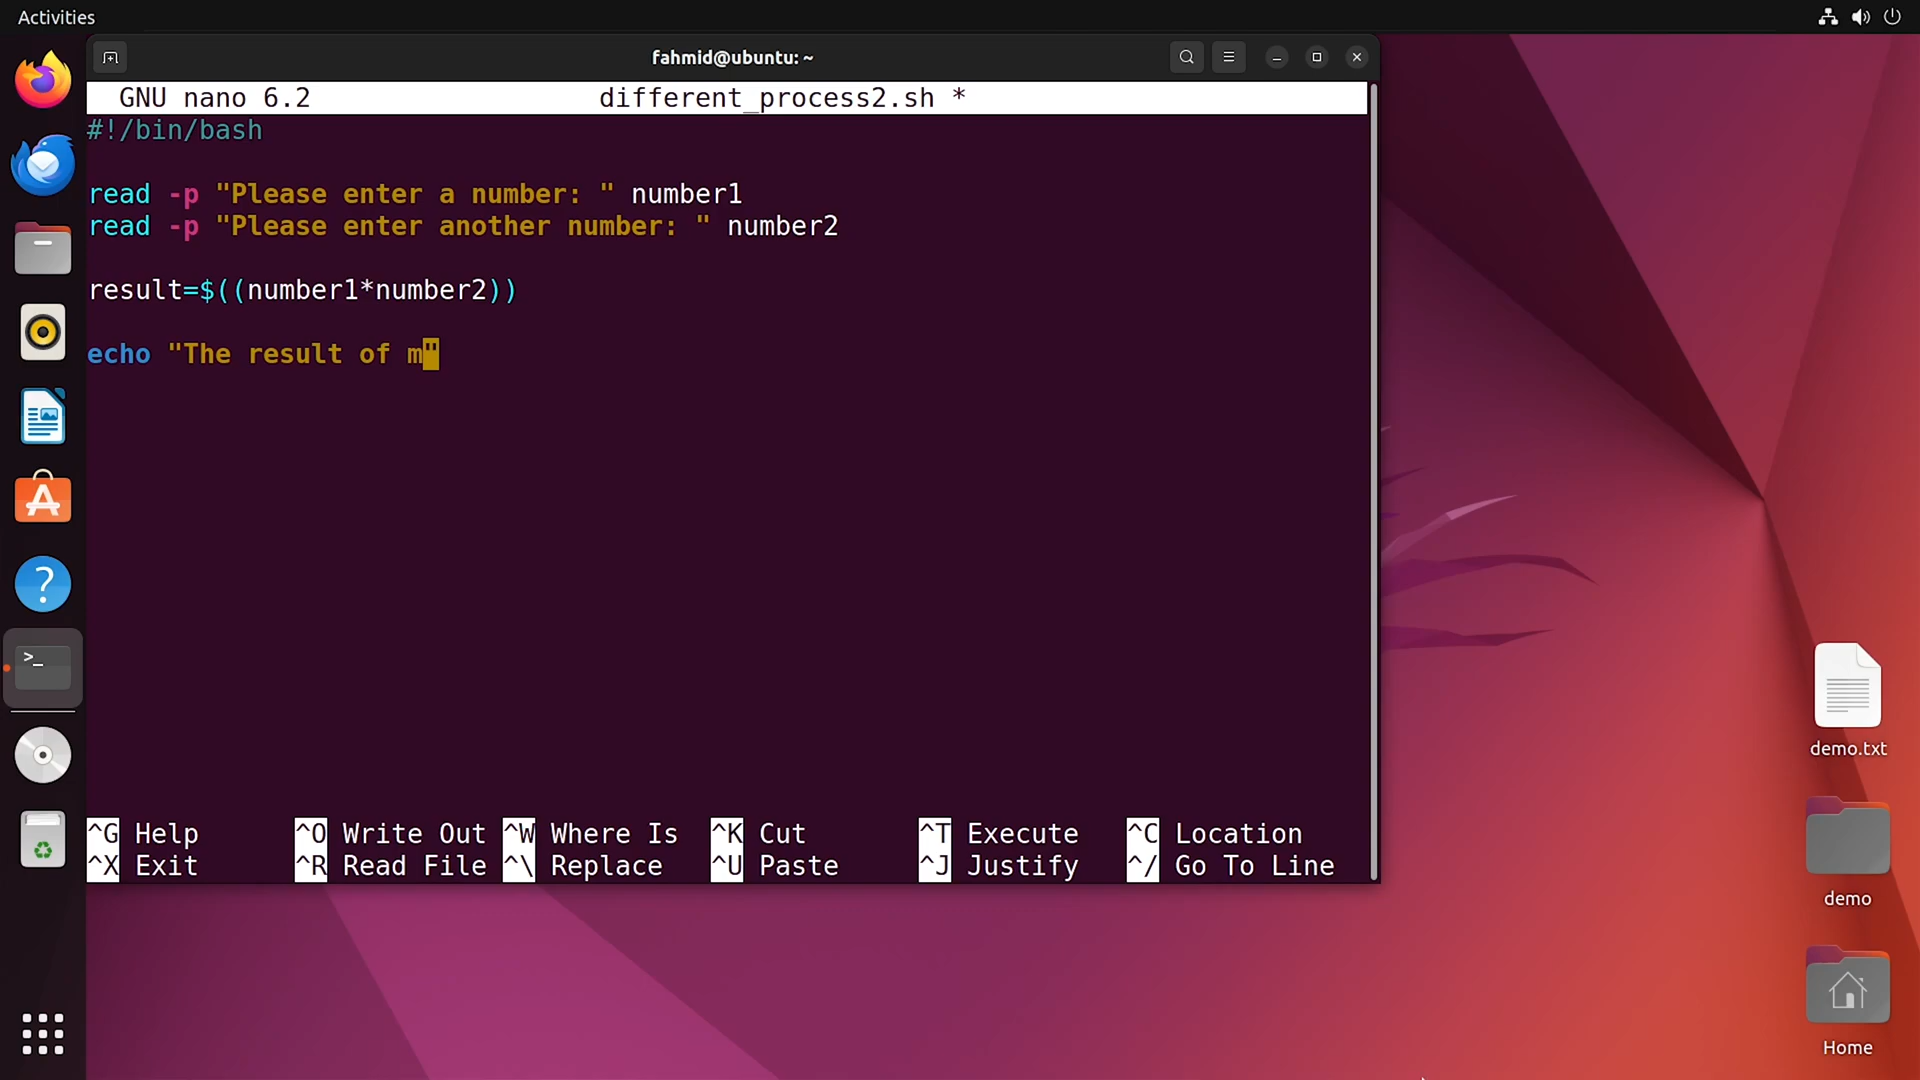 Activities
fahmid@ubuntu: ~
GNU nano 6.2 different_process2.sh *
#!/bin/bash
read -p "Please enter a number: " number1
read -p "Please enter another number: " number2
result=$((number1*number2))
echo "The result of m"
^G Help ^O Write Out ^W Where Is ^K Cut ^T Execute ^C Location
^X Exit ^R Read File ^\ Replace ^U Paste ^J Justify ^/ Go To Line
demo.txt
demo
Home